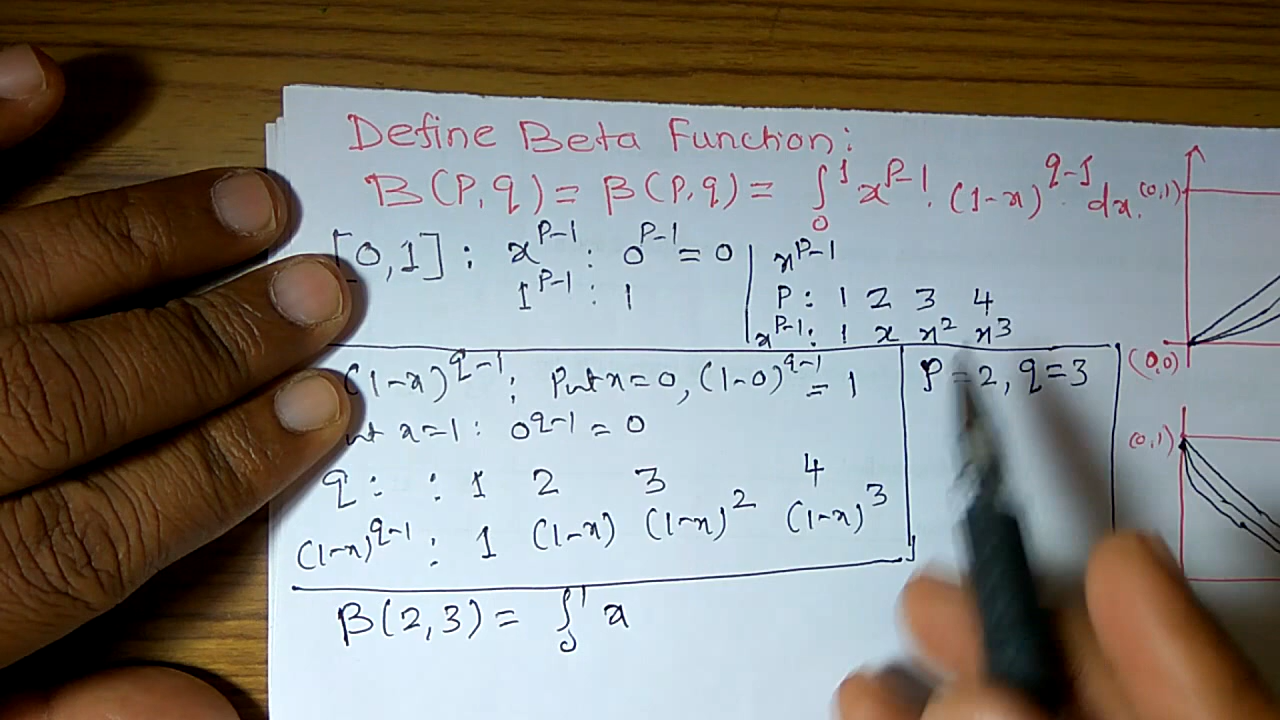 Define Beta Function:
B(P,q) = β(P,q) = ∫₀¹ x^(P-1). (1-x)^(q-1) dx.
[0,1] : x^(P-1) : 0^(P-1) = 0
1^(P-1) : 1
x^(P-1)
P : 1 2 3 4
x^(P-1) : 1 x x² x³
(1-x)^(q-1) : Put x=0, (1-0)^(q-1) = 1
x=1 : 0^(q-1) = 0
q : : 1 2 3 4
(1-x)^(q-1) : 1 (1-x) (1-x)² (1-x)³
P=2, q=3
β(2,3) = ∫₀¹ x
(0,1)
(0,0)
(0,1)